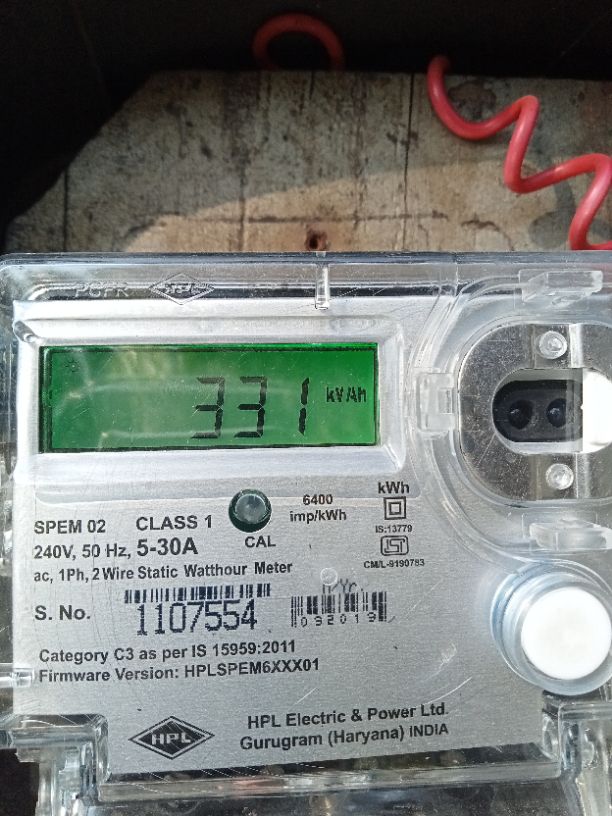 331 kVAh
kWh
6400
imp/kWh
IS:13779
CM/L-9190783
SPEM 02 CLASS 1
CAL
240V, 50 Hz, 5-30A
ac, 1Ph, 2 Wire Static Watthour Meter
S. No. 1107554
092019
Category C3 as per IS 15959:2011
Firmware Version: HPLSPEM6XXX01
HPL
HPL Electric & Power Ltd.
Gurugram (Haryana) INDIA